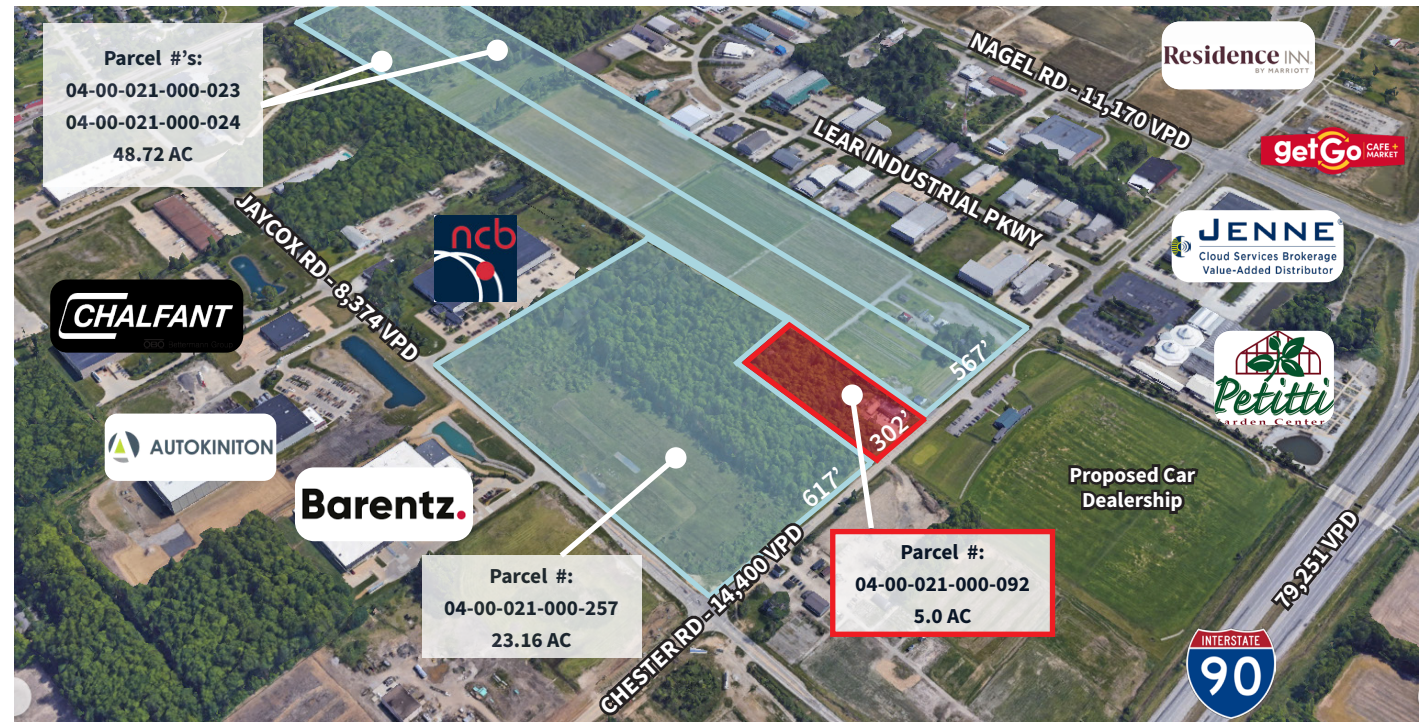 Parcel #'s:
04-00-021-000-023
04-00-021-000-024
48.72 AC
NAGEL RD - 11,170 VPD
Residence INN.
BY MARRIOTT
getGo CAFE +
MARKET
LEAR INDUSTRIAL PKWY
JAYCOX RD - 8,374 VPD
ncb
JENNE
Cloud Services Brokerage
Value-Added Distributor
CHALFANT
Petitti
Garden Center
567’
302’
617’
AUTOKINITON
Barentz.
Proposed Car
Dealership
Parcel #:
04-00-021-000-257
23.16 AC
Parcel #:
04-00-021-000-092
5.0 AC
CHESTER RD - 14,400 VPD
79,251 VPD
INTERSTATE
90